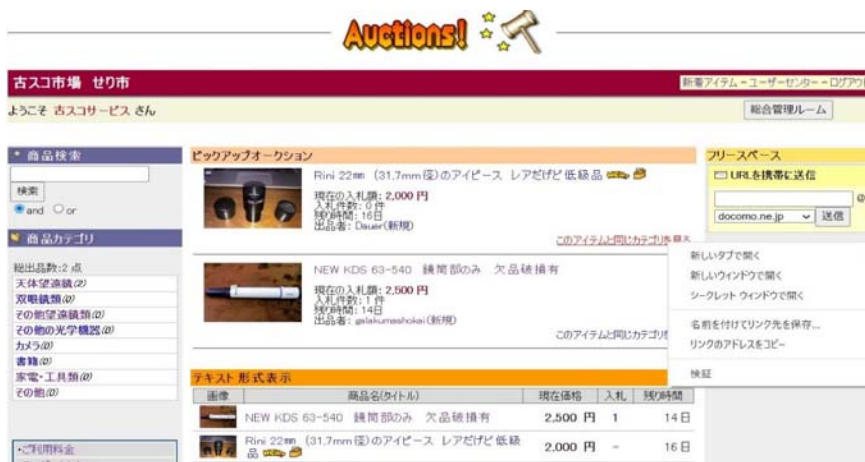 Auctions!
古スコ市場 せり市
新着アイテム - ユーザーセンター - ログアウ
ようこそ 古スコサービス さん
総合管理ルーム
商品検索
検索
and or
商品カテゴリ
総出品数:2 点
天体望遠鏡(2)
双眼鏡類(0)
その他望遠鏡類(0)
その他の光学機器(0)
カメラ(0)
書籍(0)
家電・工具類(0)
その他(0)
・ご利用料金
ピックアップオークション
Rini 22mm (31,7mm径)のアイピース レアだけど低級品
現在の入札額: 2,000 円
入札件数: 0 件
残り時間: 16日
出品者: Dauer(新規)
このアイテムと同じカテゴリを見る
NEW KDS 63-540 鏡筒部のみ 欠品破損有
現在の入札額: 2,500 円
入札件数: 1 件
残り時間: 14日
出品者: galakumashokai(新規)
このアイテムと同じカテゴリ
テキスト形式表示
画像 商品名(タイトル) 現在価格 入札 残り時間
NEW KDS 63-540 鏡筒部のみ 欠品破損有 2,500 円 1 14日
Rini 22mm (31,7mm径)のアイピース レアだけど低級品 2,000 円 - 16日
フリースペース
URLを携帯に送信
@
docomo.ne.jp 送信
新しいタブで開く
新しいウィンドウで開く
シークレット ウィンドウで開く
名前を付けてリンク先を保存...
リンクのアドレスをコピー
検証